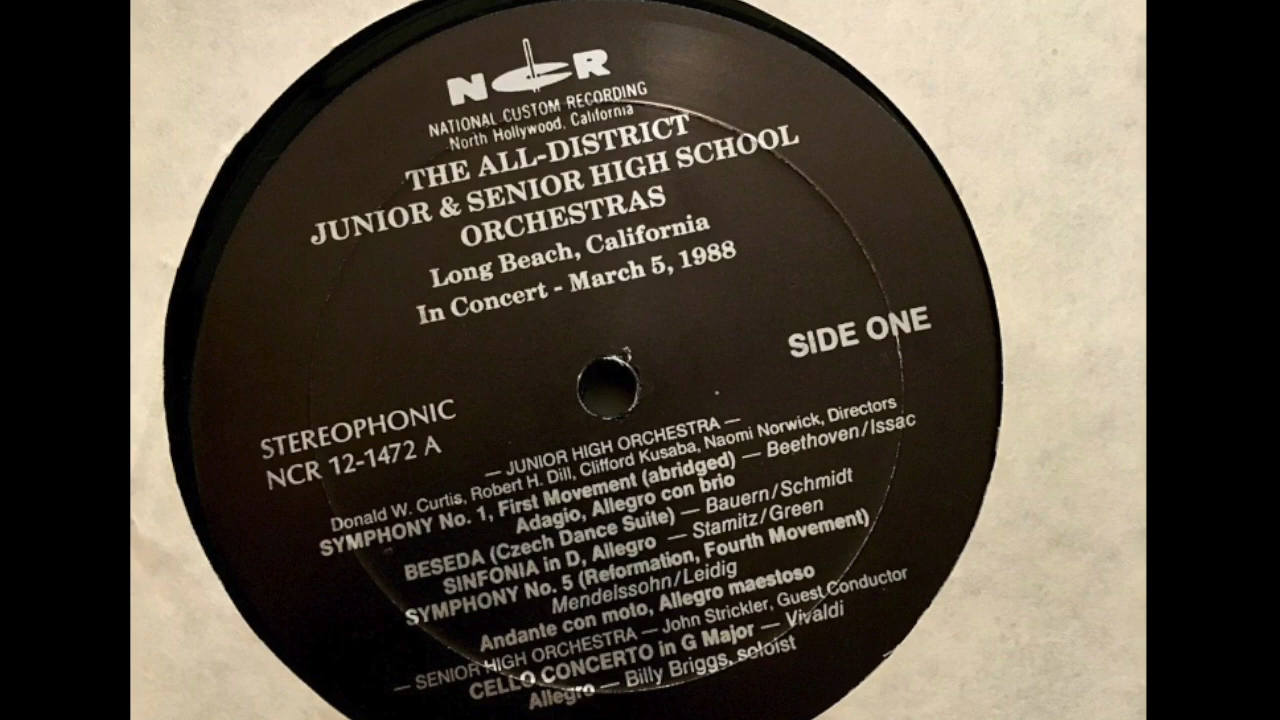 NCR
NATIONAL CUSTOM RECORDING
North Hollywood, California
THE ALL-DISTRICT
JUNIOR & SENIOR HIGH SCHOOL
ORCHESTRAS
Long Beach, California
In Concert - March 5, 1988
SIDE ONE
STEREOPHONIC
NCR 12-1472 A
— JUNIOR HIGH ORCHESTRA —
Donald W. Curtis, Robert H. Dill, Clifford Kusaba, Naomi Norwick, Directors
SYMPHONY No. 1, First Movement (abridged) — Beethoven/Issac
Adagio, Allegro con brio
BESEDA (Czech Dance Suite) — Bauern/Schmidt
SINFONIA in D, Allegro — Stamitz/Green
SYMPHONY No. 5 (Reformation, Fourth Movement)
Mendelssohn/Leidig
Andante con moto, Allegro maestoso
— SENIOR HIGH ORCHESTRA — John Strickler, Guest Conductor
CELLO CONCERTO in G Major — Vivaldi
Allegro — Billy Briggs, soloist